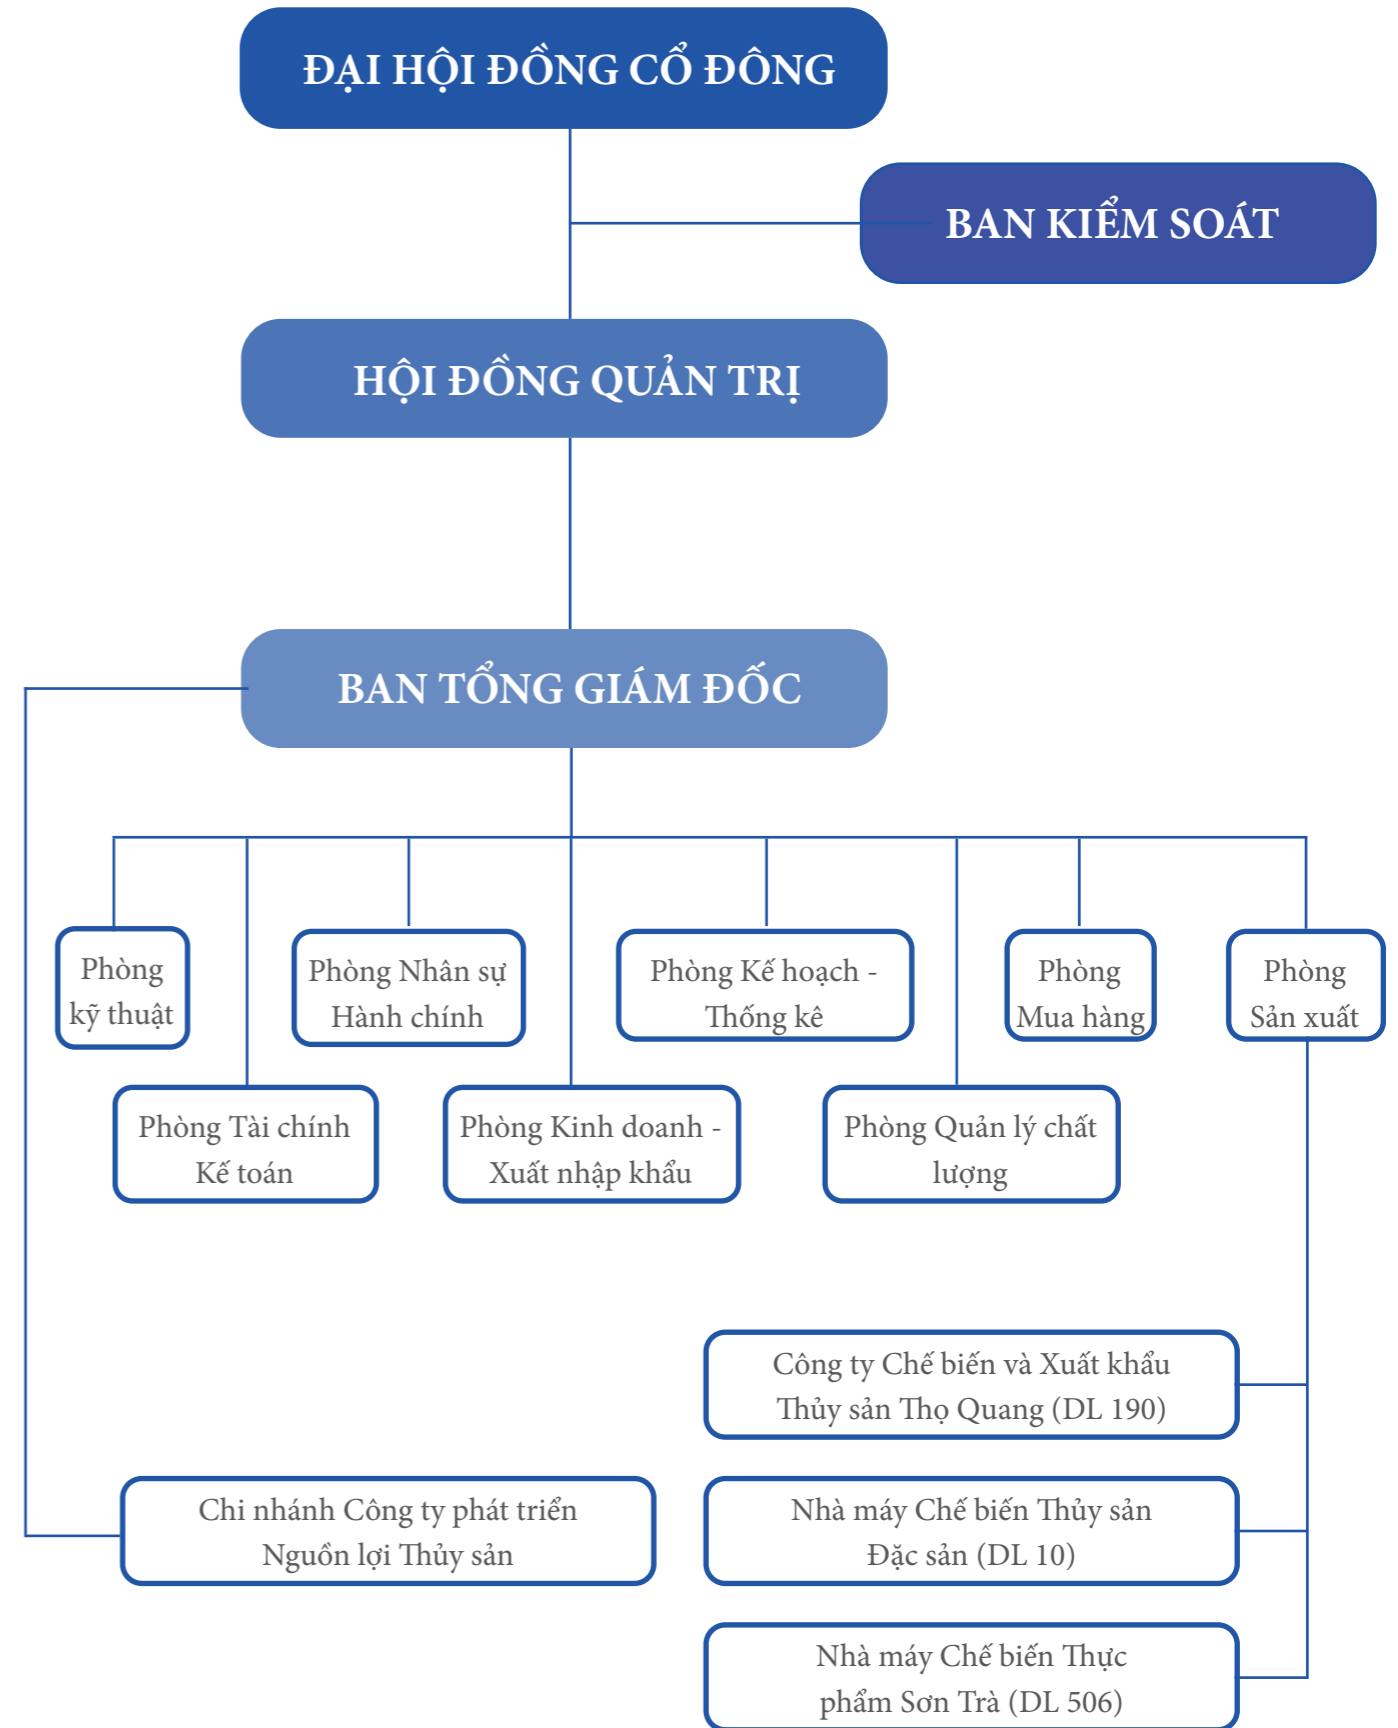 ĐẠI HỘI ĐỒNG CỔ ĐÔNG
BAN KIỂM SOÁT
HỘI ĐỒNG QUẢN TRỊ
BAN TỔNG GIÁM ĐỐC
Phòng
kỹ thuật
Phòng Nhân sự
Hành chính
Phòng Kế hoạch -
Thống kê
Phòng
Mua hàng
Phòng
Sản xuất
Phòng Tài chính
Kế toán
Phòng Kinh doanh -
Xuất nhập khẩu
Phòng Quản lý chất
lượng
Công ty Chế biến và Xuất khẩu
Thủy sản Thọ Quang (DL 190)
Chi nhánh Công ty phát triển
Nguồn lợi Thủy sản
Nhà máy Chế biến Thủy sản
Đặc sản (DL 10)
Nhà máy Chế biến Thực
phẩm Sơn Trà (DL 506)